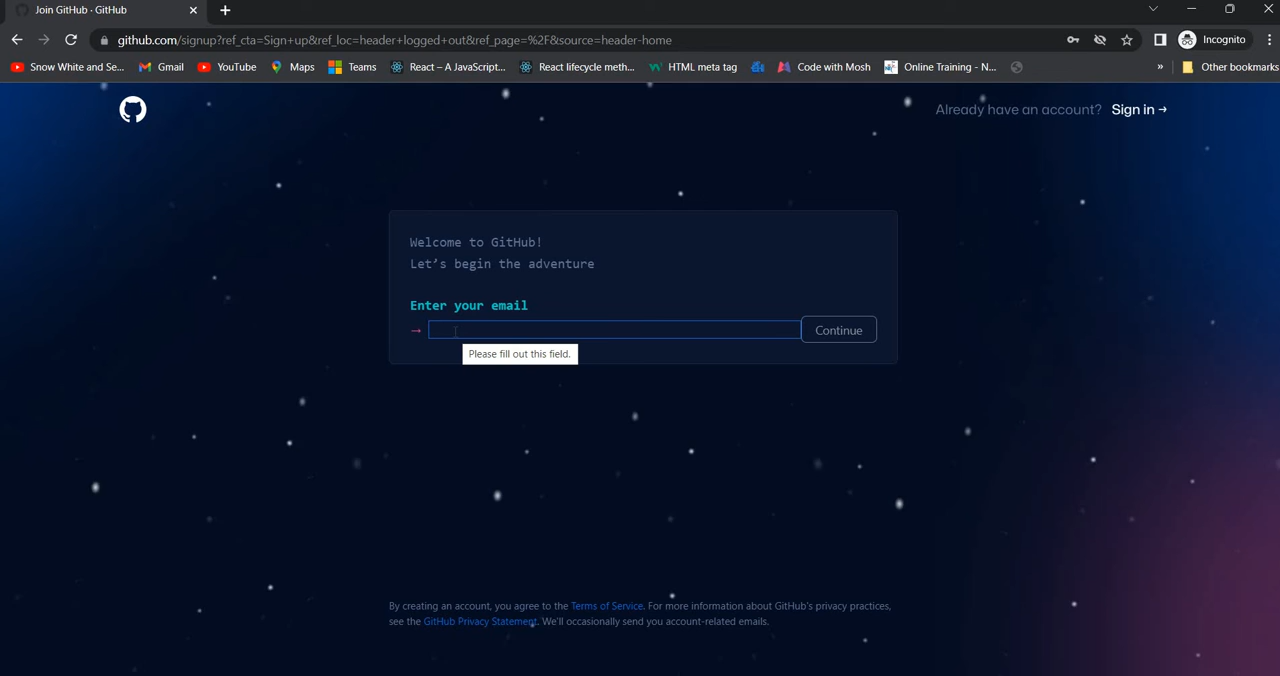 Join GitHub · GitHub
github.com/signup?ref_cta=Sign+up&ref_loc=header+logged+out&ref_page=%2F&source=header-home
Incognito
Snow White and Se...
Gmail
YouTube
Maps
Teams
React – A JavaScript...
React lifecycle meth...
HTML meta tag
Code with Mosh
Online Training - N...
»
Other bookmarks
Already have an account? Sign in →
Welcome to GitHub!
Let's begin the adventure
Enter your email
→
Continue
Please fill out this field.
By creating an account, you agree to the Terms of Service. For more information about GitHub's privacy practices,
see the GitHub Privacy Statement. We'll occasionally send you account-related emails.